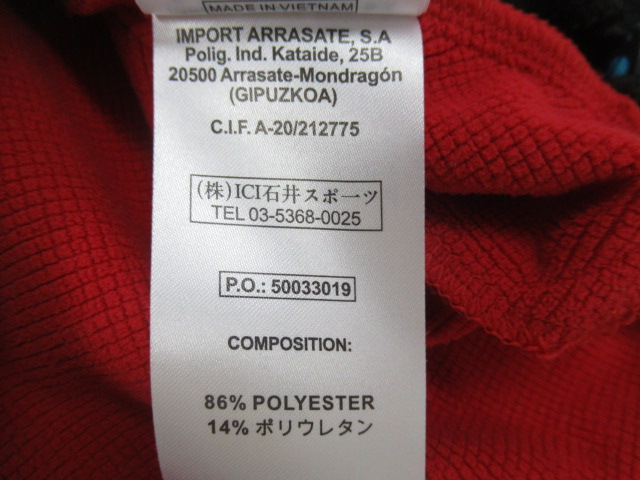 MADE IN VIETNAM
IMPORT ARRASATE, S.A
Polig. Ind. Kataide, 25B
20500 Arrasate-Mondragón
(GIPUZKOA)
C.I.F. A-20/212775
(株)ICI石井スポーツ
TEL 03-5368-0025
P.O.: 50033019
COMPOSITION:
86% POLYESTER
14% ポリウレタン